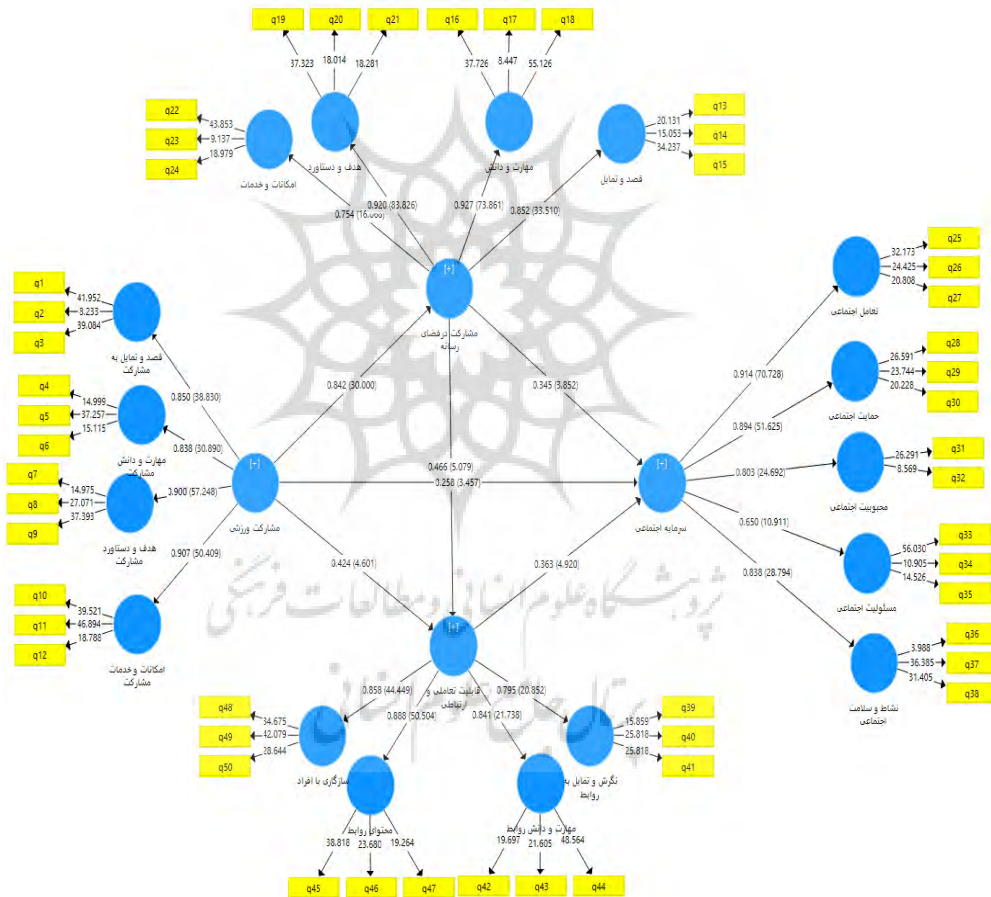 q19
q20
q21
q16
q17
q18
37.323
18.014
18.281
37.726
8.447
55.126
q22
q23
q24
43.853
9.137
18.979
هدف و دستاورد
مهارت و دانش
q13
q14
q15
20.131
15.053
34.237
امکانات و خدمات
قصد و تمایل
0.920 (83.826)
0.927 (73.861)
0.852 (33.510)
[+]
مشارکت در فضای
رسانه
q1
q2
q3
41.952
8.233
39.084
قصد و تمایل به
مشارکت
q25
q26
q27
32.173
24.425
20.808
تعامل اجتماعی
q4
q5
q6
14.999
37.257
15.115
مهارت و دانش
مشارکت
q28
q29
q30
26.591
23.744
20.228
حمایت اجتماعی
0.842 (30.000)
0.345 (3.852)
0.850 (38.830)
0.838 (30.890)
0.900 (57.248)
0.907 (50.409)
0.914 (70.728)
0.894 (51.625)
0.803 (24.692)
0.650 (10.911)
0.838 (28.794)
q7
q8
q9
14.975
27.071
37.393
هدف و دستاورد
مشارکت
[+]
مشارکت ورزشی
0.466 (5.079)
0.258 (3.457)
[+]
سرمایه اجتماعی
q31
q32
26.291
8.569
محبوبیت اجتماعی
q10
q11
q12
39.521
46.894
18.788
امکانات و خدمات
مشارکت
0.424 (4.601)
0.363 (4.920)
q33
q34
q35
56.030
10.905
14.526
مسئولیت اجتماعی
پژوهشگاه علوم انسانی و مطالعات فرهنگی
[+]
قابلیت تعاملی و
ارتباطی
q36
q37
q38
3.988
36.385
31.405
نشاط و سلامت
اجتماعی
پرتال جامع علوم انسانی
0.858 (44.449)
0.888 (50.504)
0.841 (21.738)
0.795 (20.852)
q48
q49
q50
34.675
42.079
28.644
سازگاری با افراد
q39
q40
q41
15.859
25.818
25.818
نگرش و تمایل به
روابط
محتوای روابط
مهارت و دانش روابط
38.818
23.680
19.264
19.697
21.605
48.564
q45
q46
q47
q42
q43
q44